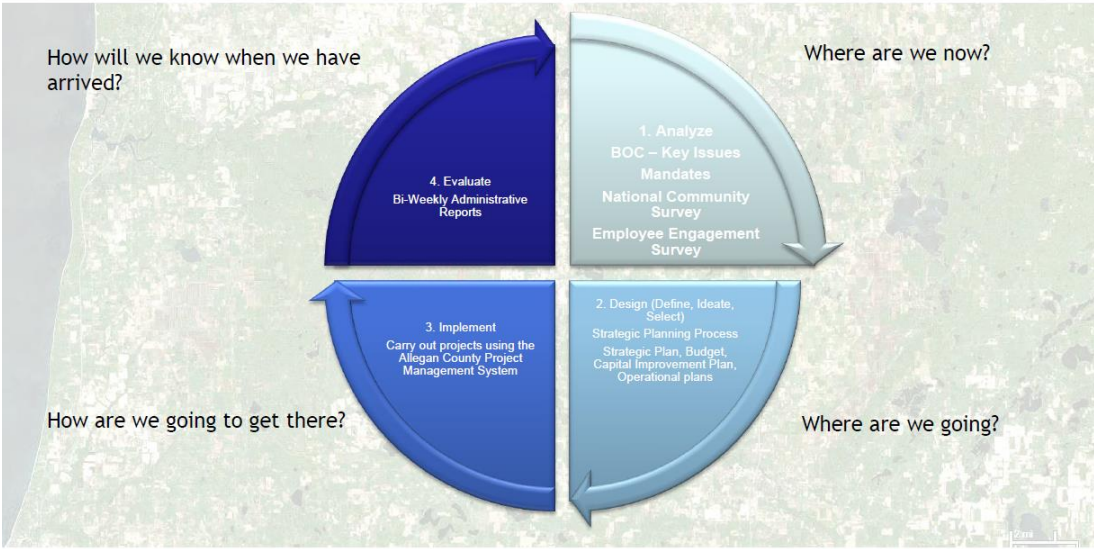 How will we know when we have
arrived?
Where are we now?
1. Analyze
BOC – Key Issues
Mandates
National Community
Survey
Employee Engagement
Survey
4. Evaluate
Bi-Weekly Administrative
Reports
2. Design (Define, Ideate,
Select)
Strategic Planning Process
Strategic Plan, Budget,
Capital Improvement Plan,
Operational plans
3. Implement
Carry out projects using the
Allegan County Project
Management System
How are we going to get there?
Where are we going?
2 mi